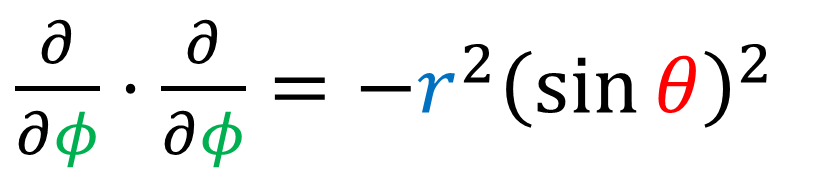 ∂/∂ϕ · ∂/∂ϕ = −r²(sin θ)²